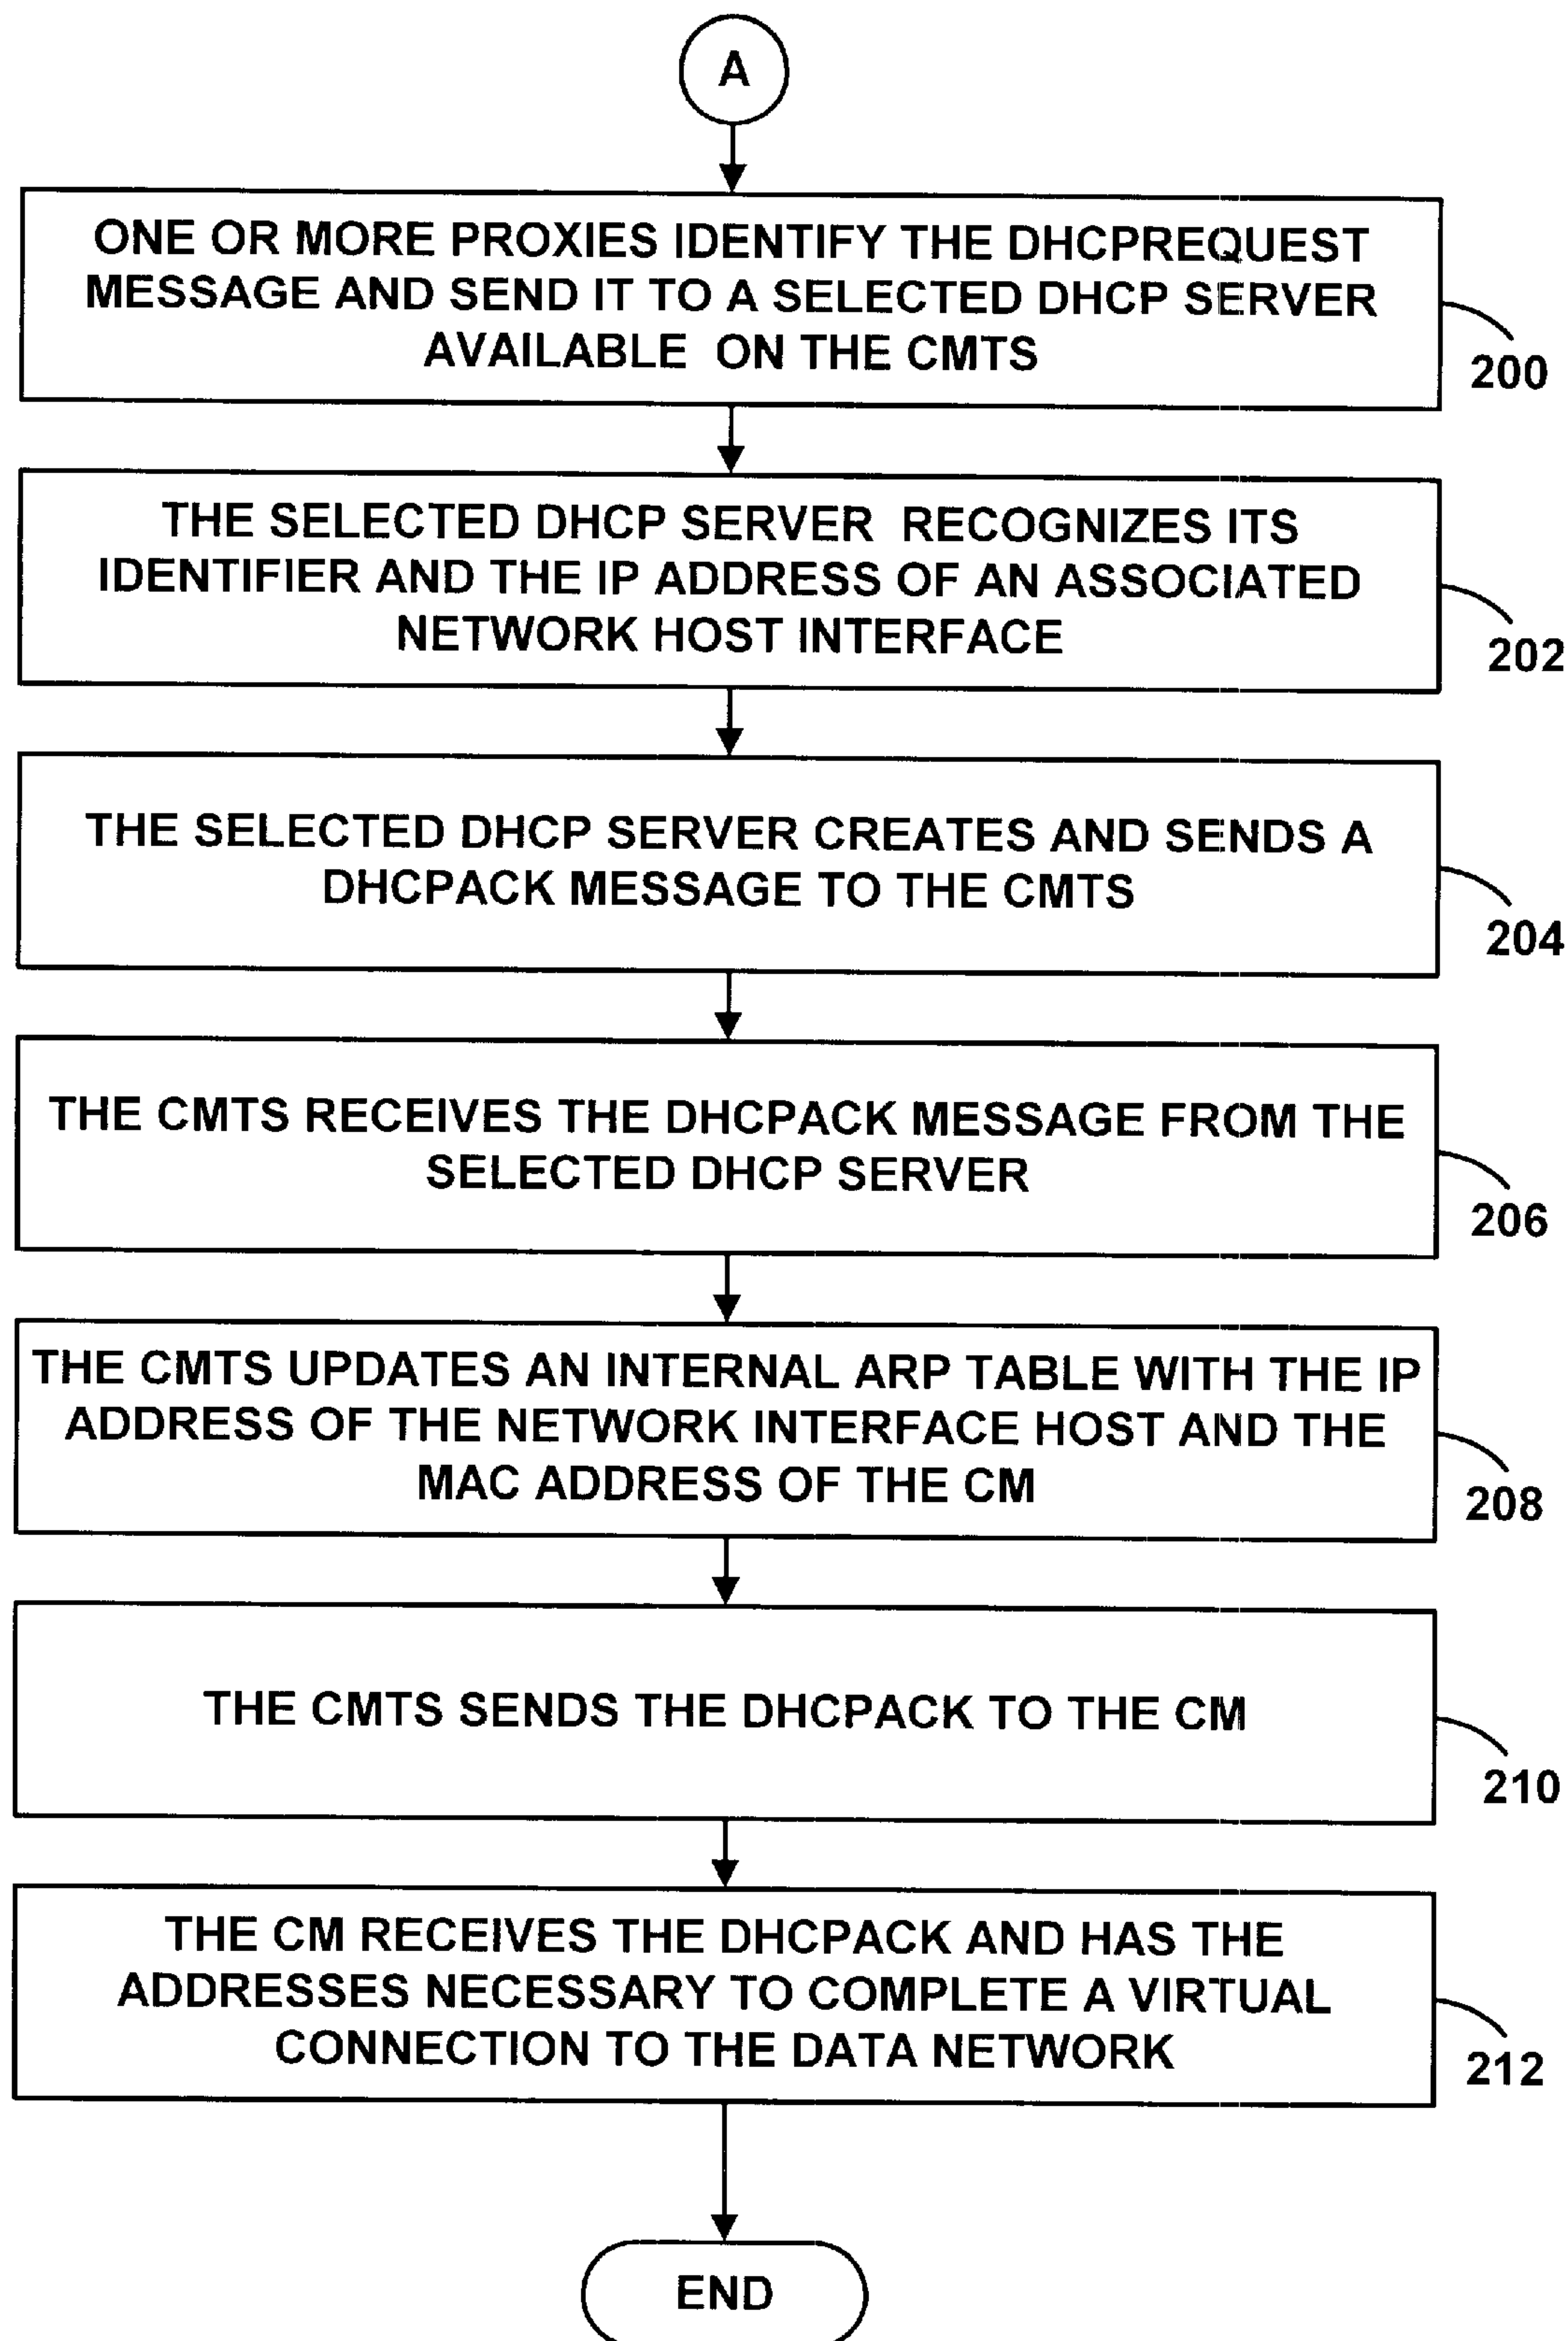 A
ONE OR MORE PROXIES IDENTIFY THE DHCPREQUEST
MESSAGE AND SEND IT TO A SELECTED DHCP SERVER
AVAILABLE ON THE CMTS
200
THE SELECTED DHCP SERVER RECOGNIZES ITS
IDENTIFIER AND THE IP ADDRESS OF AN ASSOCIATED
NETWORK HOST INTERFACE
202
THE SELECTED DHCP SERVER CREATES AND SENDS A
DHCPACK MESSAGE TO THE CMTS
204
THE CMTS RECEIVES THE DHCPACK MESSAGE FROM THE
SELECTED DHCP SERVER
206
THE CMTS UPDATES AN INTERNAL ARP TABLE WITH THE IP
ADDRESS OF THE NETWORK INTERFACE HOST AND THE
MAC ADDRESS OF THE CM
208
THE CMTS SENDS THE DHCPACK TO THE CM
210
THE CM RECEIVES THE DHCPACK AND HAS THE
ADDRESSES NECESSARY TO COMPLETE A VIRTUAL
CONNECTION TO THE DATA NETWORK
212
END